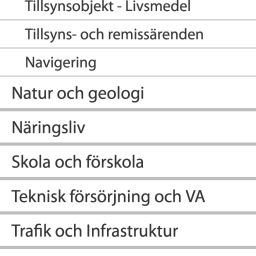 Tillsynsobjekt - Livsmedel
Tillsyns- och remissärenden
Navigering
Natur och geologi
Näringsliv
Skola och förskola
Teknisk försörjning och VA
Trafik och Infrastruktur